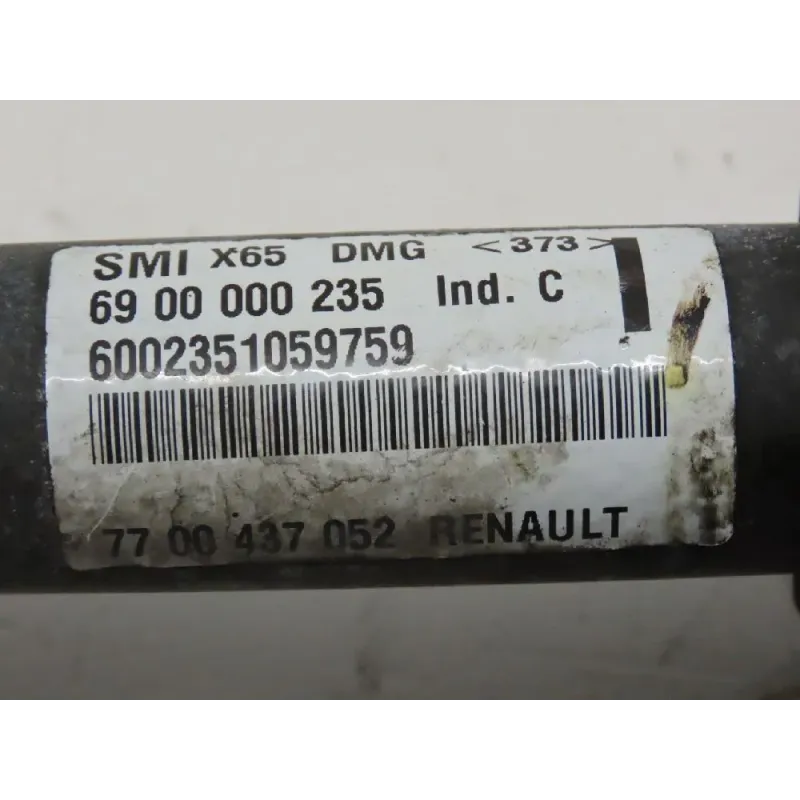 SMI X65 DMG <373>
69 00 000 235 Ind. C
6002351059759
77 00 437 052 RENAULT